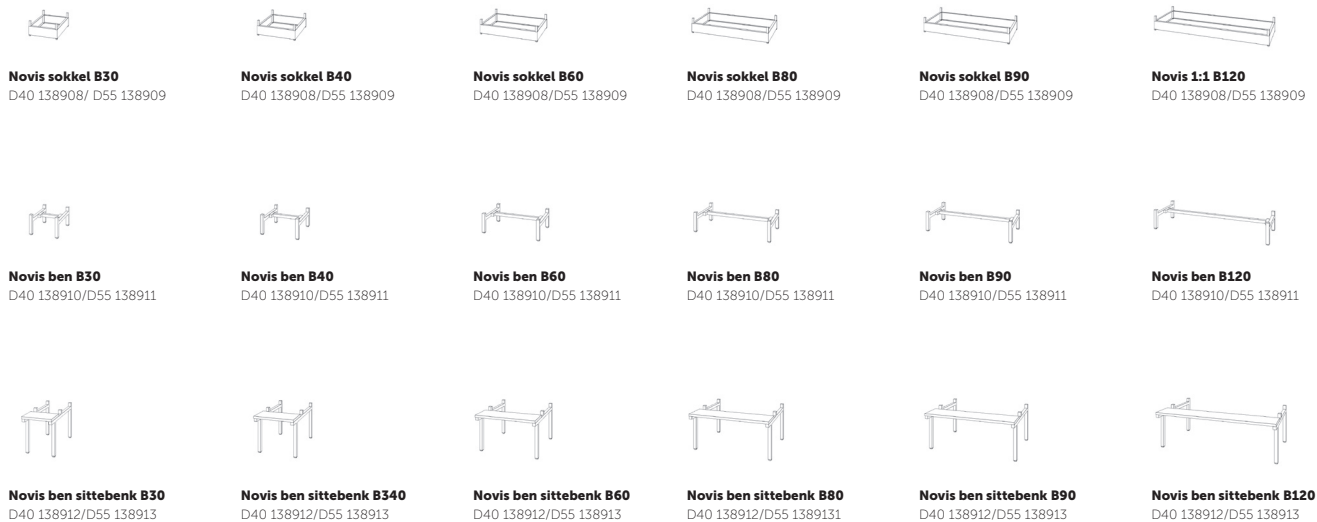 Novis sokkel B30
D40 138908/ D55 138909
Novis sokkel B40
D40 138908/D55 138909
Novis sokkel B60
D40 138908/D55 138909
Novis sokkel B80
D40 138908/D55 138909
Novis sokkel B90
D40 138908/D55 138909
Novis 1:1 B120
D40 138908/D55 138909
Novis ben B30
D40 138910/D55 138911
Novis ben B40
D40 138910/D55 138911
Novis ben B60
D40 138910/D55 138911
Novis ben B80
D40 138910/D55 138911
Novis ben B90
D40 138910/D55 138911
Novis ben B120
D40 138910/D55 138911
Novis ben sittebenk B30
D40 138912/D55 138913
Novis ben sittebenk B340
D40 138912/D55 138913
Novis ben sittebenk B60
D40 138912/D55 138913
Novis ben sittebenk B80
D40 138912/D55 1389131
Novis ben sittebenk B90
D40 138912/D55 138913
Novis ben sittebenk B120
D40 138912/D55 138913